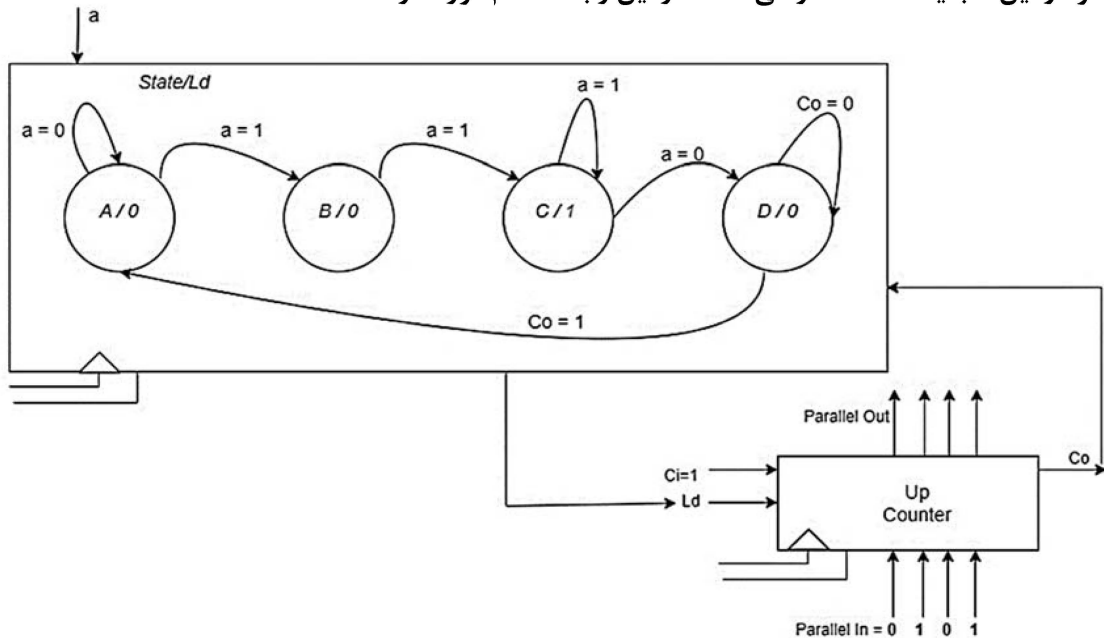 a
State/Ld
a = 0
a = 1
a = 1
a = 1
a = 0
Co = 0
A / 0
B / 0
C / 1
D / 0
Co = 1
Parallel Out
Ci=1
Ld
Up
Counter
Co
Parallel In = 0 1 0 1